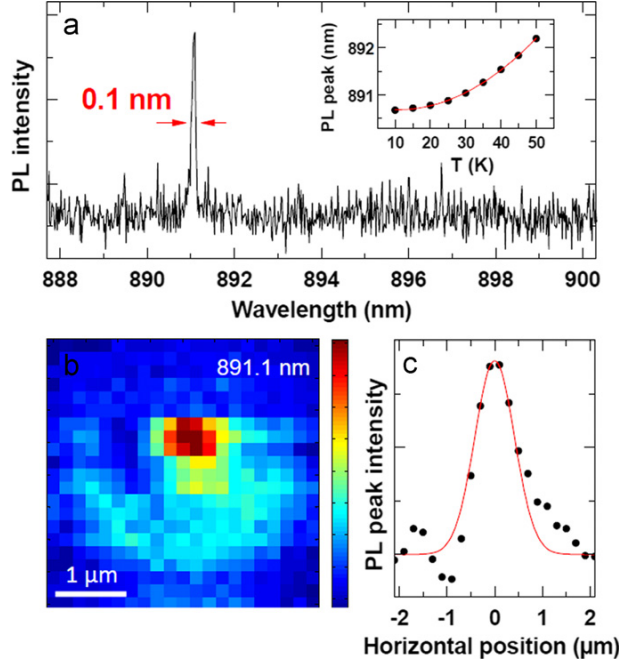 a
0.1 nm
PL intensity
888 890 892 894 896 898 900
Wavelength (nm)
PL peak (nm)
892
891
10 20 30 40 50
T (K)
b
891.1 nm
1 µm
c
PL peak intensity
-2 -1 0 1 2
Horizontal position (µm)